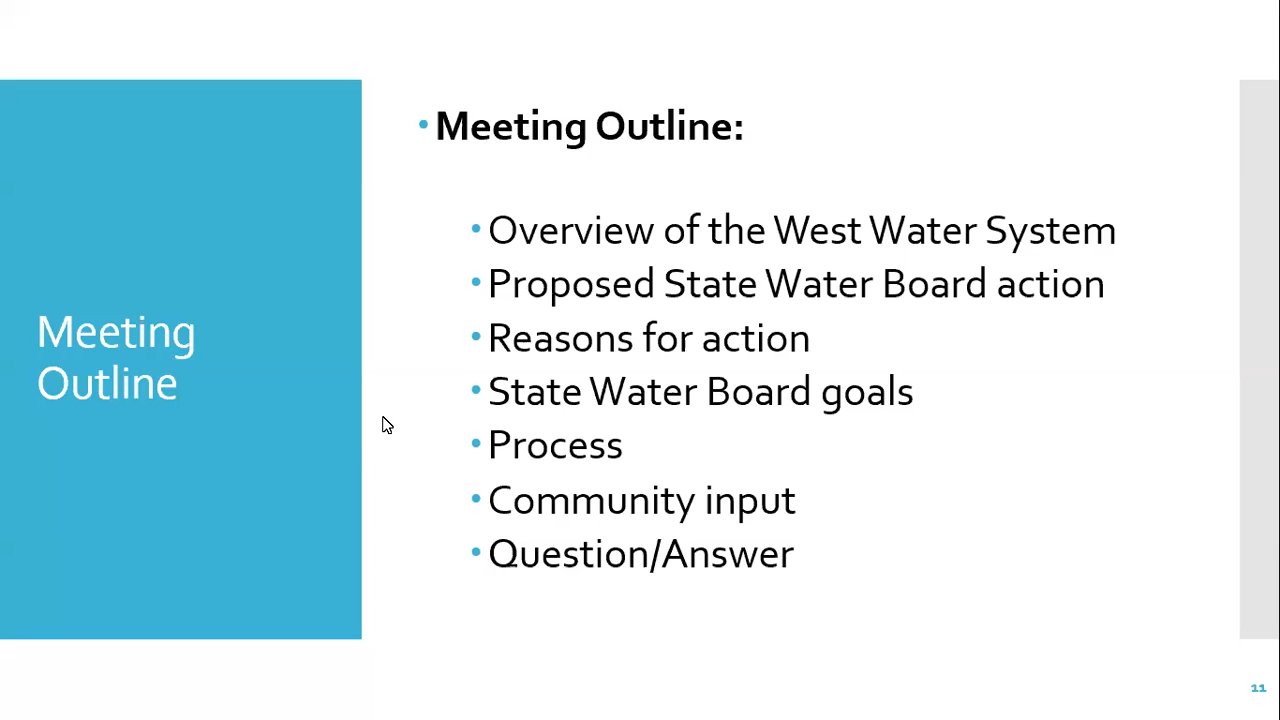 Meeting
Outline
• Meeting Outline:
• Overview of the West Water System
• Proposed State Water Board action
• Reasons for action
• State Water Board goals
• Process
• Community input
• Question/Answer
11